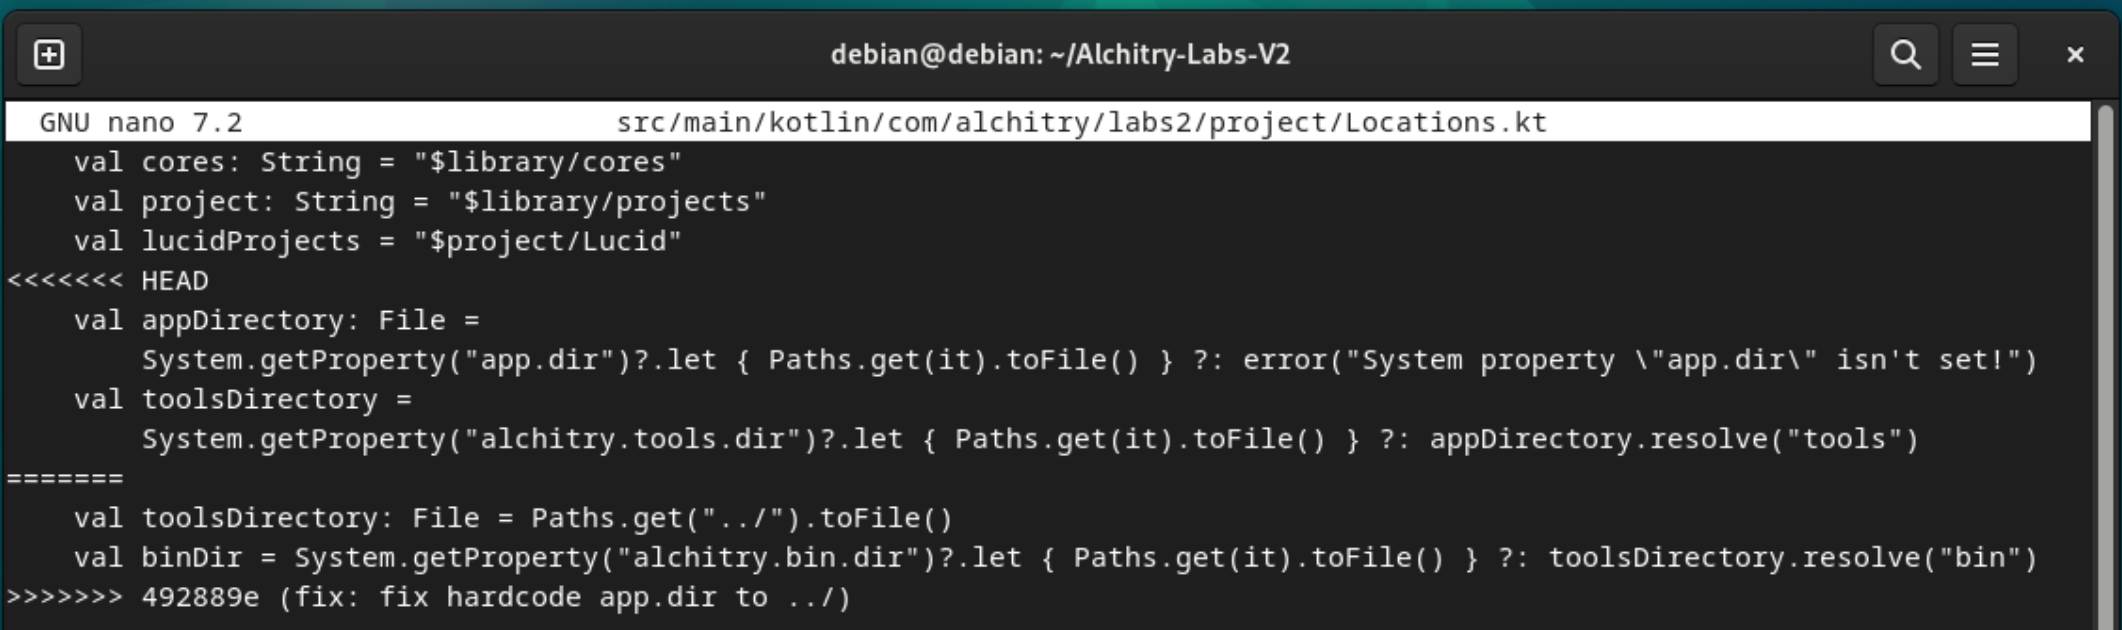 debian@debian: ~/Alchitry-Labs-V2
GNU nano 7.2 src/main/kotlin/com/alchitry/labs2/project/Locations.kt
    val cores: String = "$library/cores"
    val project: String = "$library/projects"
    val lucidProjects = "$project/Lucid"
<<<<<<< HEAD
    val appDirectory: File =
        System.getProperty("app.dir")?.let { Paths.get(it).toFile() } ?: error("System property \"app.dir\" isn't set!")
    val toolsDirectory =
        System.getProperty("alchitry.tools.dir")?.let { Paths.get(it).toFile() } ?: appDirectory.resolve("tools")
=======
    val toolsDirectory: File = Paths.get("../").toFile()
    val binDir = System.getProperty("alchitry.bin.dir")?.let { Paths.get(it).toFile() } ?: toolsDirectory.resolve("bin")
>>>>>>> 492889e (fix: fix hardcode app.dir to ../)